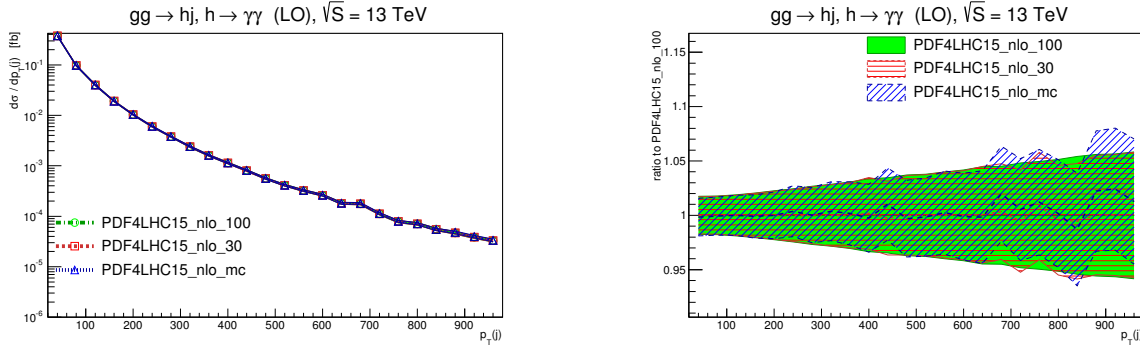 gg → hj, h → γγ (LO), √S = 13 TeV
dσ / dp_T(j) [fb]
10⁻¹
10⁻²
10⁻³
10⁻⁴
10⁻⁵
10⁻⁶
PDF4LHC15_nlo_100
PDF4LHC15_nlo_30
PDF4LHC15_nlo_mc
100 200 300 400 500 600 700 800 900
p_T(j)
gg → hj, h → γγ (LO), √S = 13 TeV
ratio to PDF4LHC15_nlo_100
1.15
1.1
1.05
1
0.95
PDF4LHC15_nlo_100
PDF4LHC15_nlo_30
PDF4LHC15_nlo_mc
100 200 300 400 500 600 700 800 900
p_T(j)